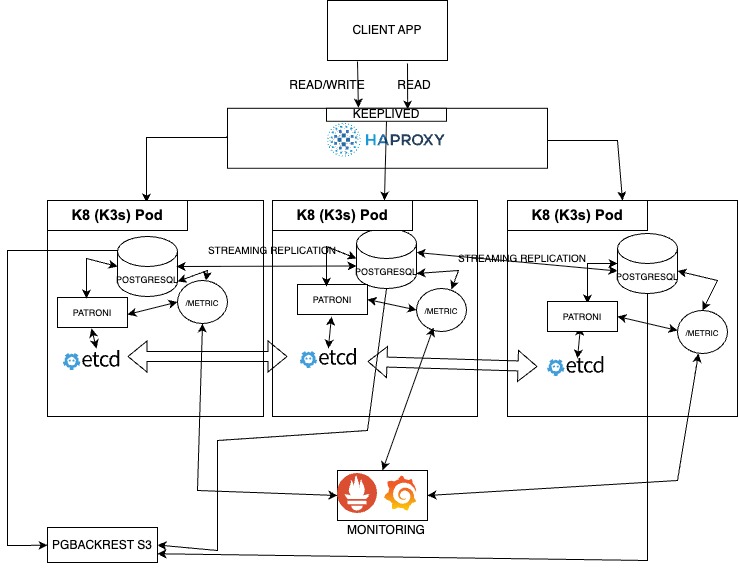 CLIENT APP
READ/WRITE
READ
KEEPLIVED
HAPROXY
K8 (K3s) Pod
K8 (K3s) Pod
K8 (K3s) Pod
STREAMING REPLICATION
STREAMING REPLICATION
POSTGRESQL
POSTGRESQL
POSTGRESQL
PATRONI
/METRIC
PATRONI
/METRIC
PATRONI
/METRIC
etcd
etcd
etcd
MONITORING
PGBACKREST S3